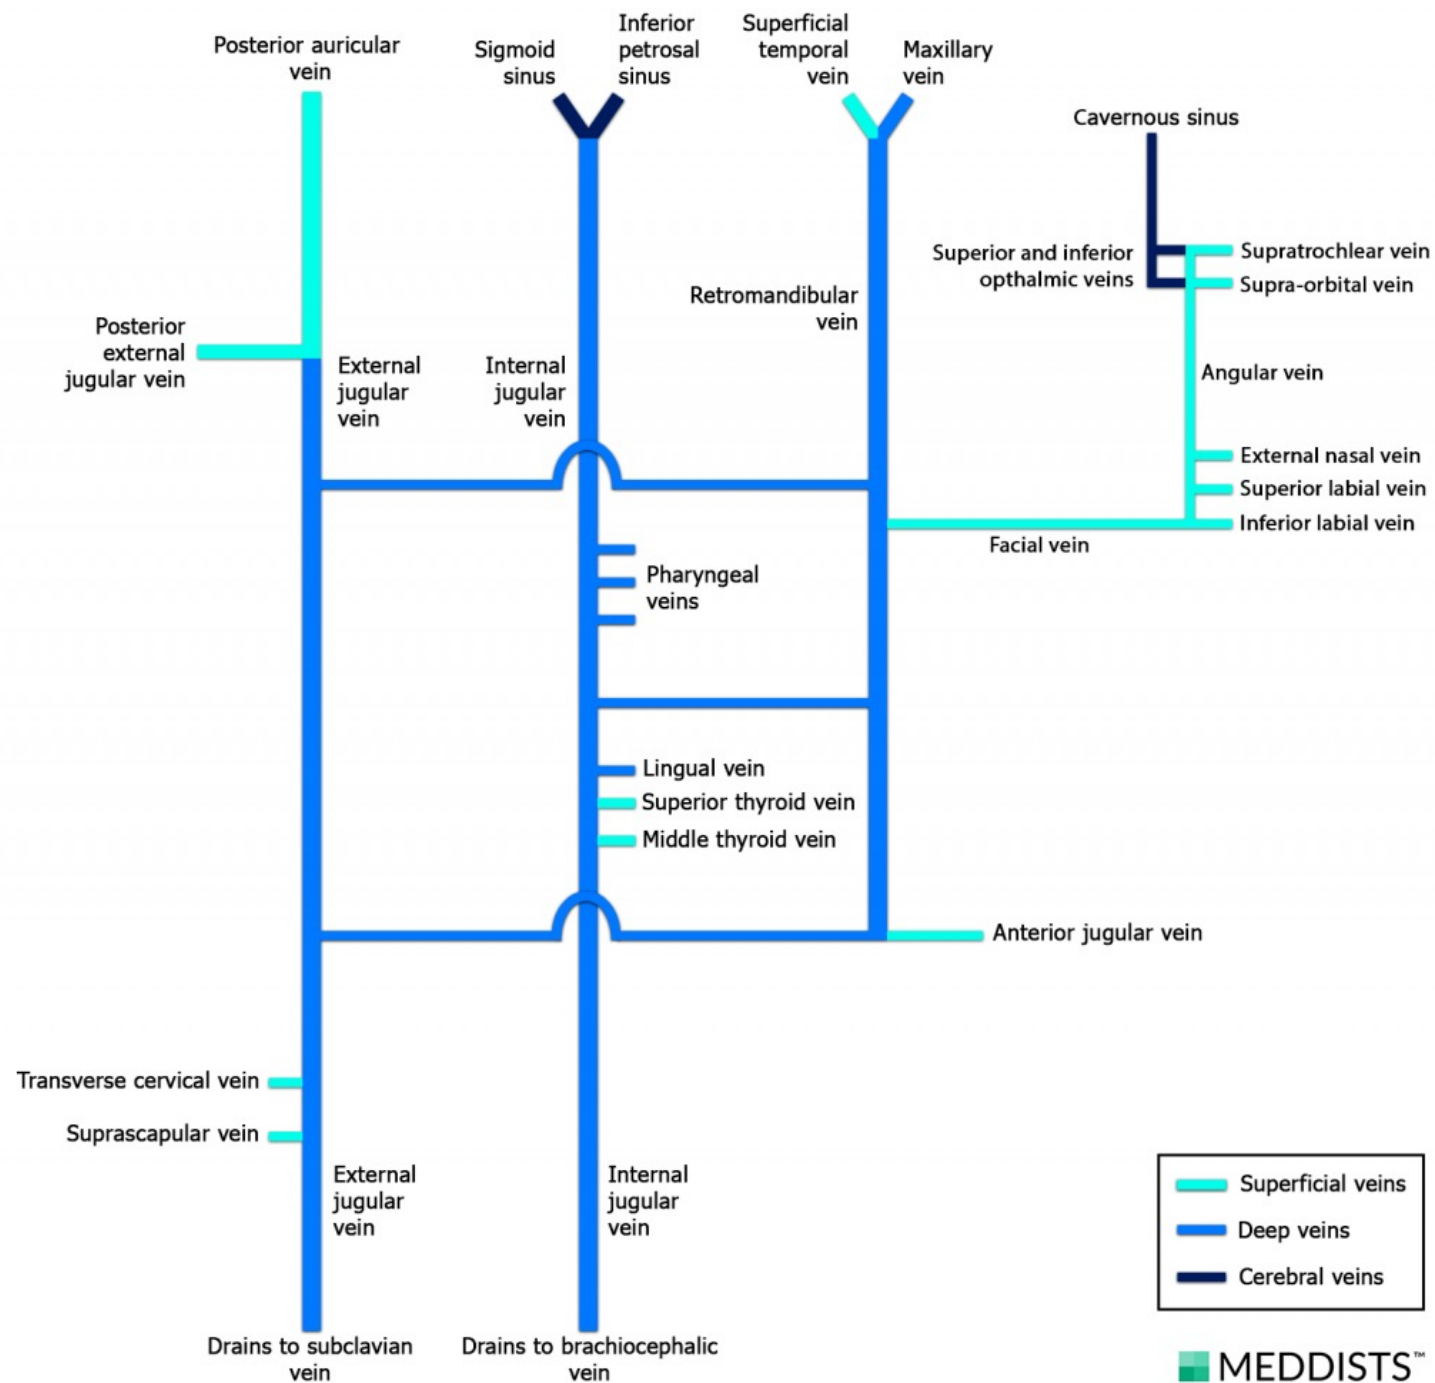 Posterior auricular
vein
Sigmoid
sinus
Inferior
petrosal
sinus
Superficial
temporal
vein
Maxillary
vein
Cavernous sinus
Superior and inferior
opthalmic veins
Supratrochlear vein
Supra-orbital vein
Retromandibular
vein
Posterior
external
jugular vein
External
jugular
vein
Internal
jugular
vein
Angular vein
External nasal vein
Superior labial vein
Inferior labial vein
Facial vein
Pharyngeal
veins
Lingual vein
Superior thyroid vein
Middle thyroid vein
Anterior jugular vein
Transverse cervical vein
Suprascapular vein
External
jugular
vein
Internal
jugular
vein
Superficial veins
Deep veins
Cerebral veins
Drains to subclavian
vein
Drains to brachiocephalic
vein
MEDDISTS™